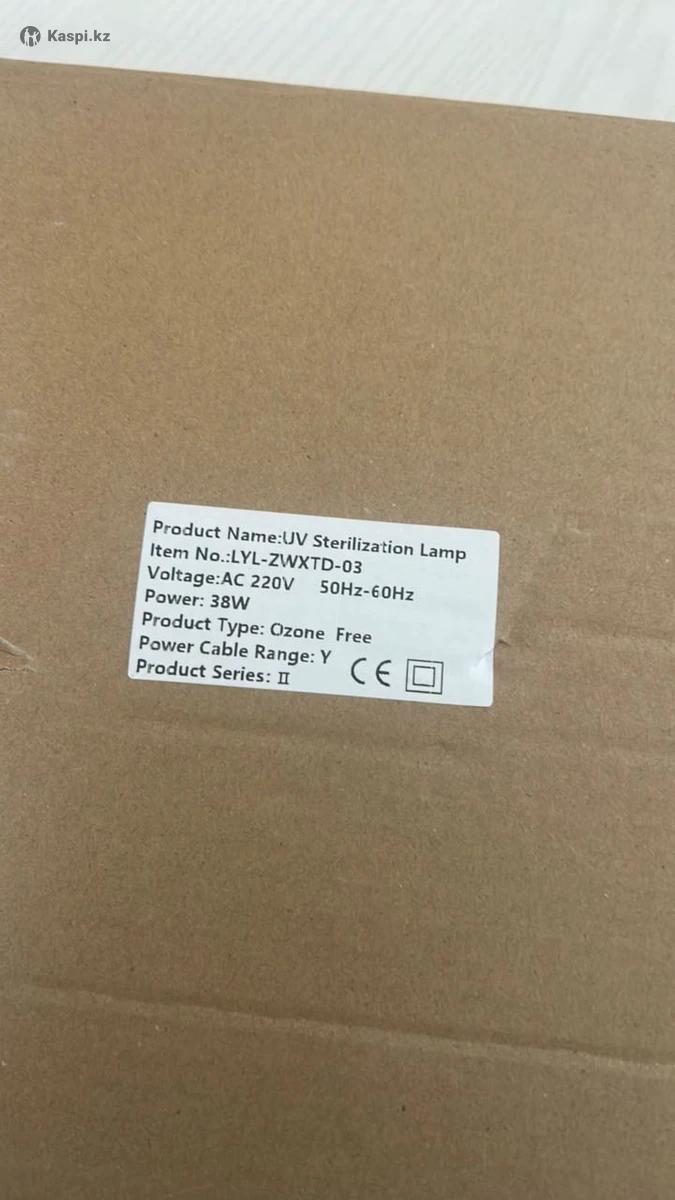 Kaspi.kz
Product Name:UV Sterilization Lamp
Item No.:LYL-ZWXTD-03
Voltage:AC 220V 50Hz-60Hz
Power: 38W
Product Type: Ozone Free
Power Cable Range: Y
Product Series: II
CE